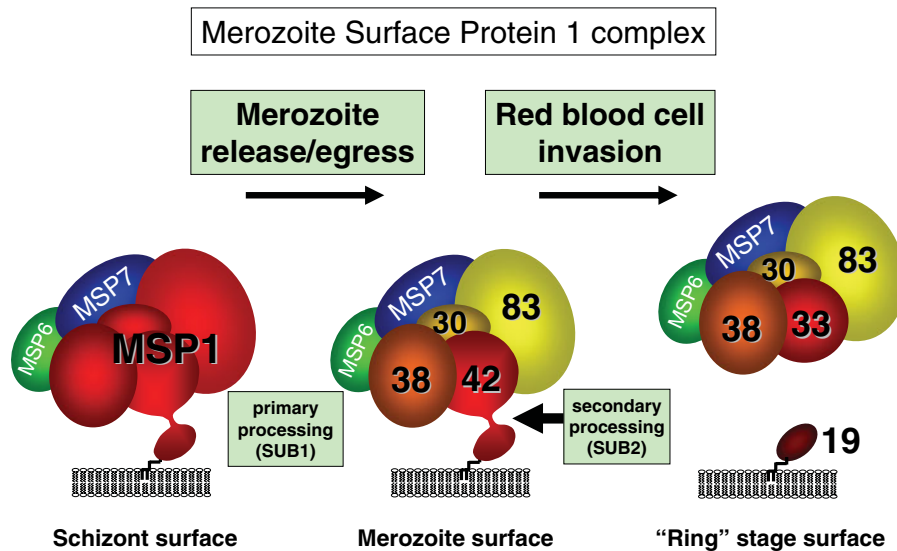 Merozoite Surface Protein 1 complex
Merozoite
release/egress
Red blood cell
invasion
MSP6
MSP7
MSP1
primary
processing
(SUB1)
Schizont surface
MSP6
MSP7
30
83
38
42
secondary
processing
(SUB2)
Merozoite surface
MSP6
MSP7
30
83
38
33
19
“Ring” stage surface